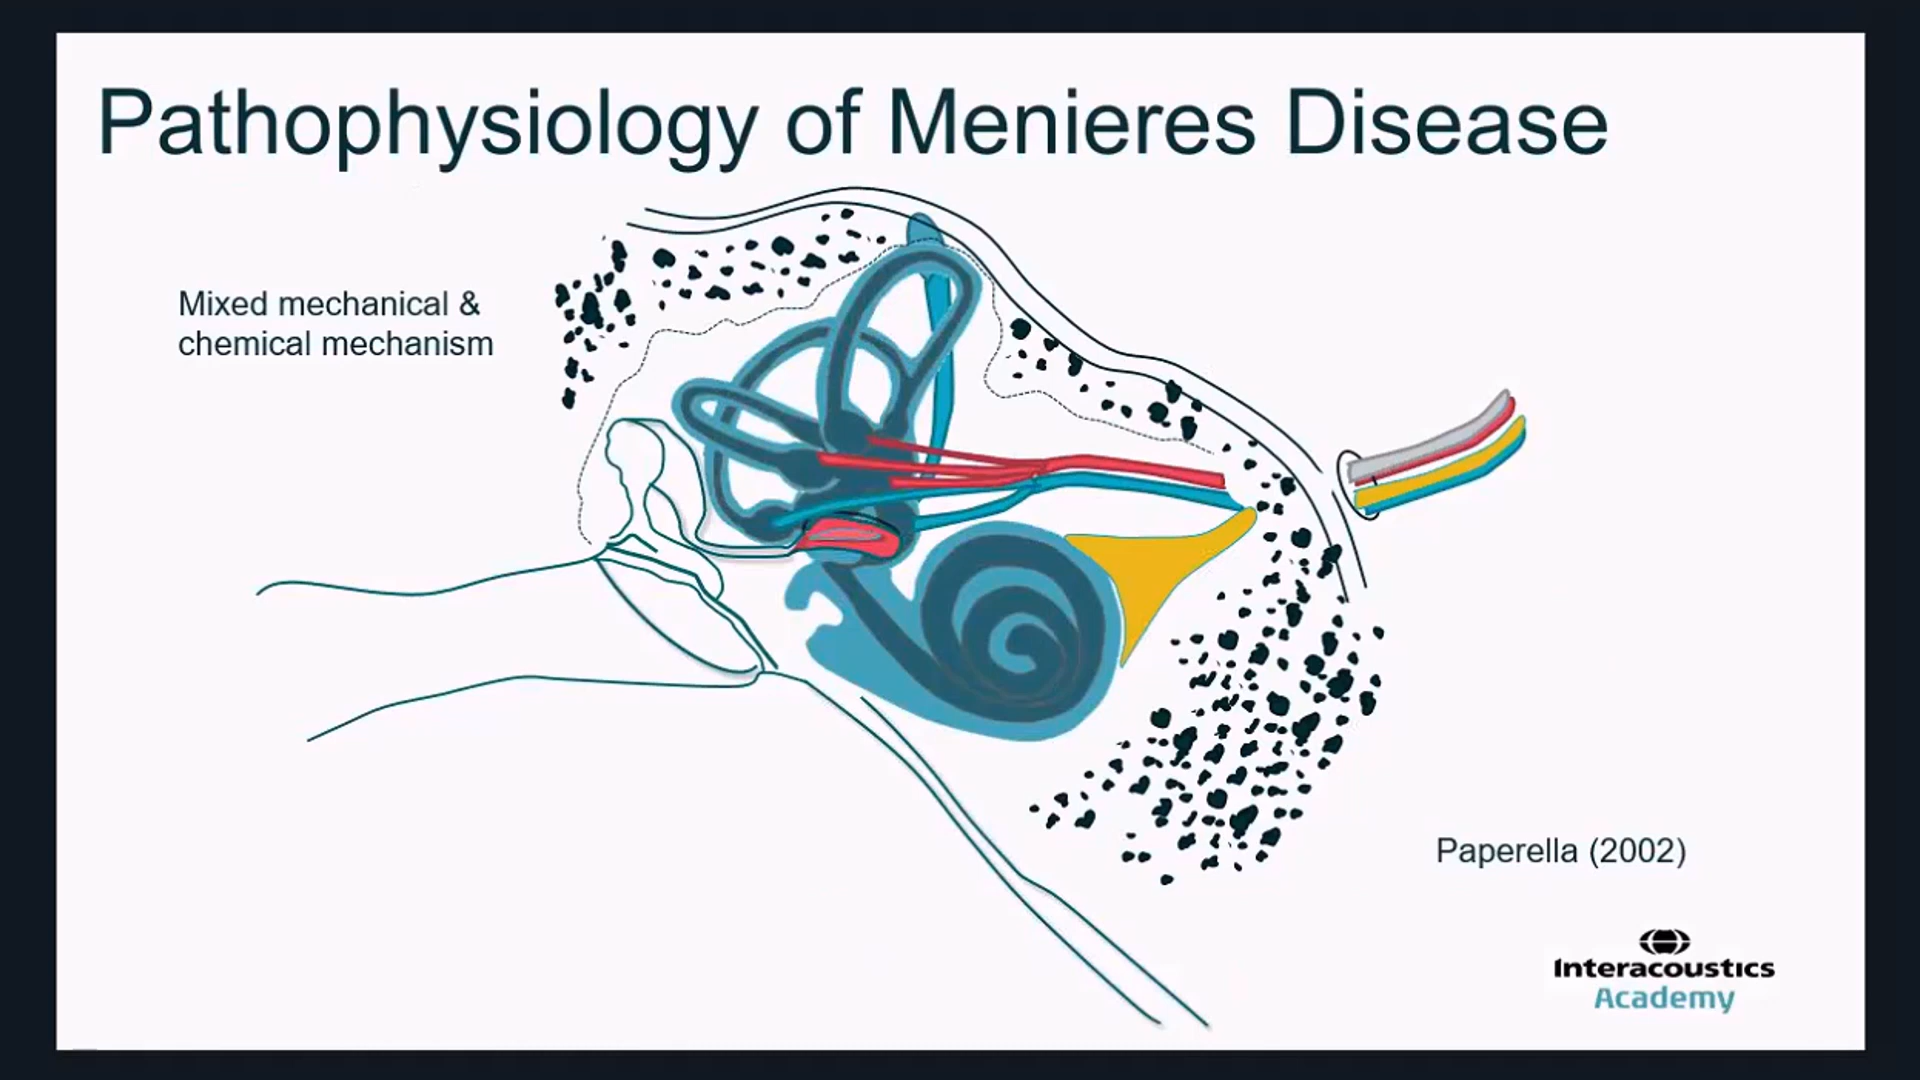 Pathophysiology of Menieres Disease
Mixed mechanical &
chemical mechanism
Paperella (2002)
Interacoustics
Academy